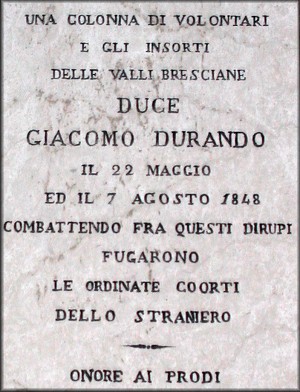 UNA COLONNA DI VOLONTARI
E GLI INSORTI
DELLE VALLI BRESCIANE
DUCE
GIACOMO DURANDO
IL 22 MAGGIO
ED IL 7 AGOSTO 1848
COMBATTENDO FRA QUESTI DIRUPI
FUGARONO
LE ORDINATE COORTI
DELLO STRANIERO
ONORE AI PRODI